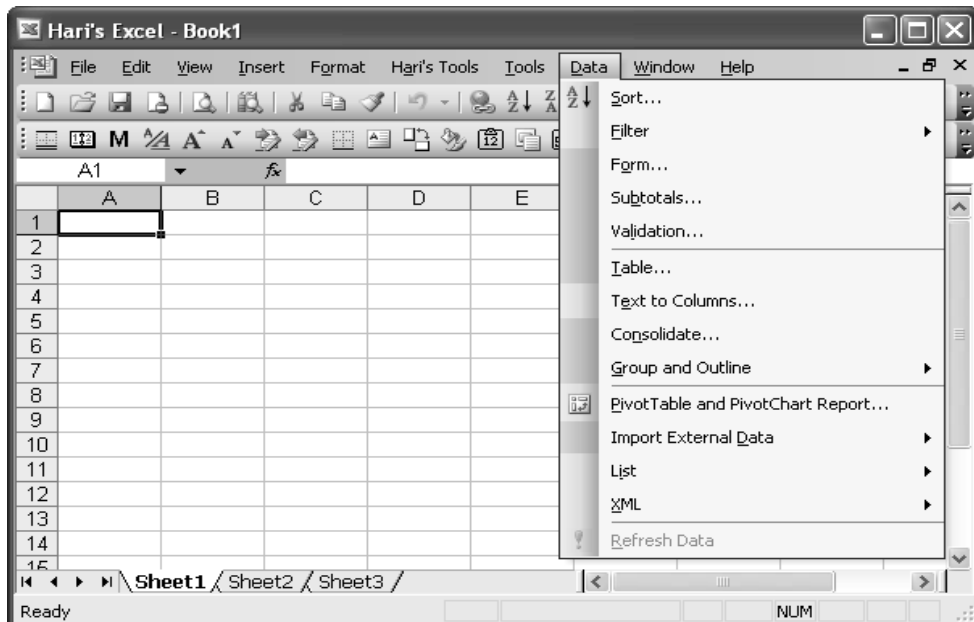 Hari's Excel - Book1
File Edit View Insert Format Hari's Tools Tools Data Window Help
Sort...
Filter
Form...
Subtotals...
Validation...
Table...
Text to Columns...
Consolidate...
Group and Outline
PivotTable and PivotChart Report...
Import External Data
List
XML
Refresh Data
M
A1 fx
A B C D E
1
2
3
4
5
6
7
8
9
10
11
12
13
14
15
Sheet1 Sheet2 Sheet3
Ready NUM